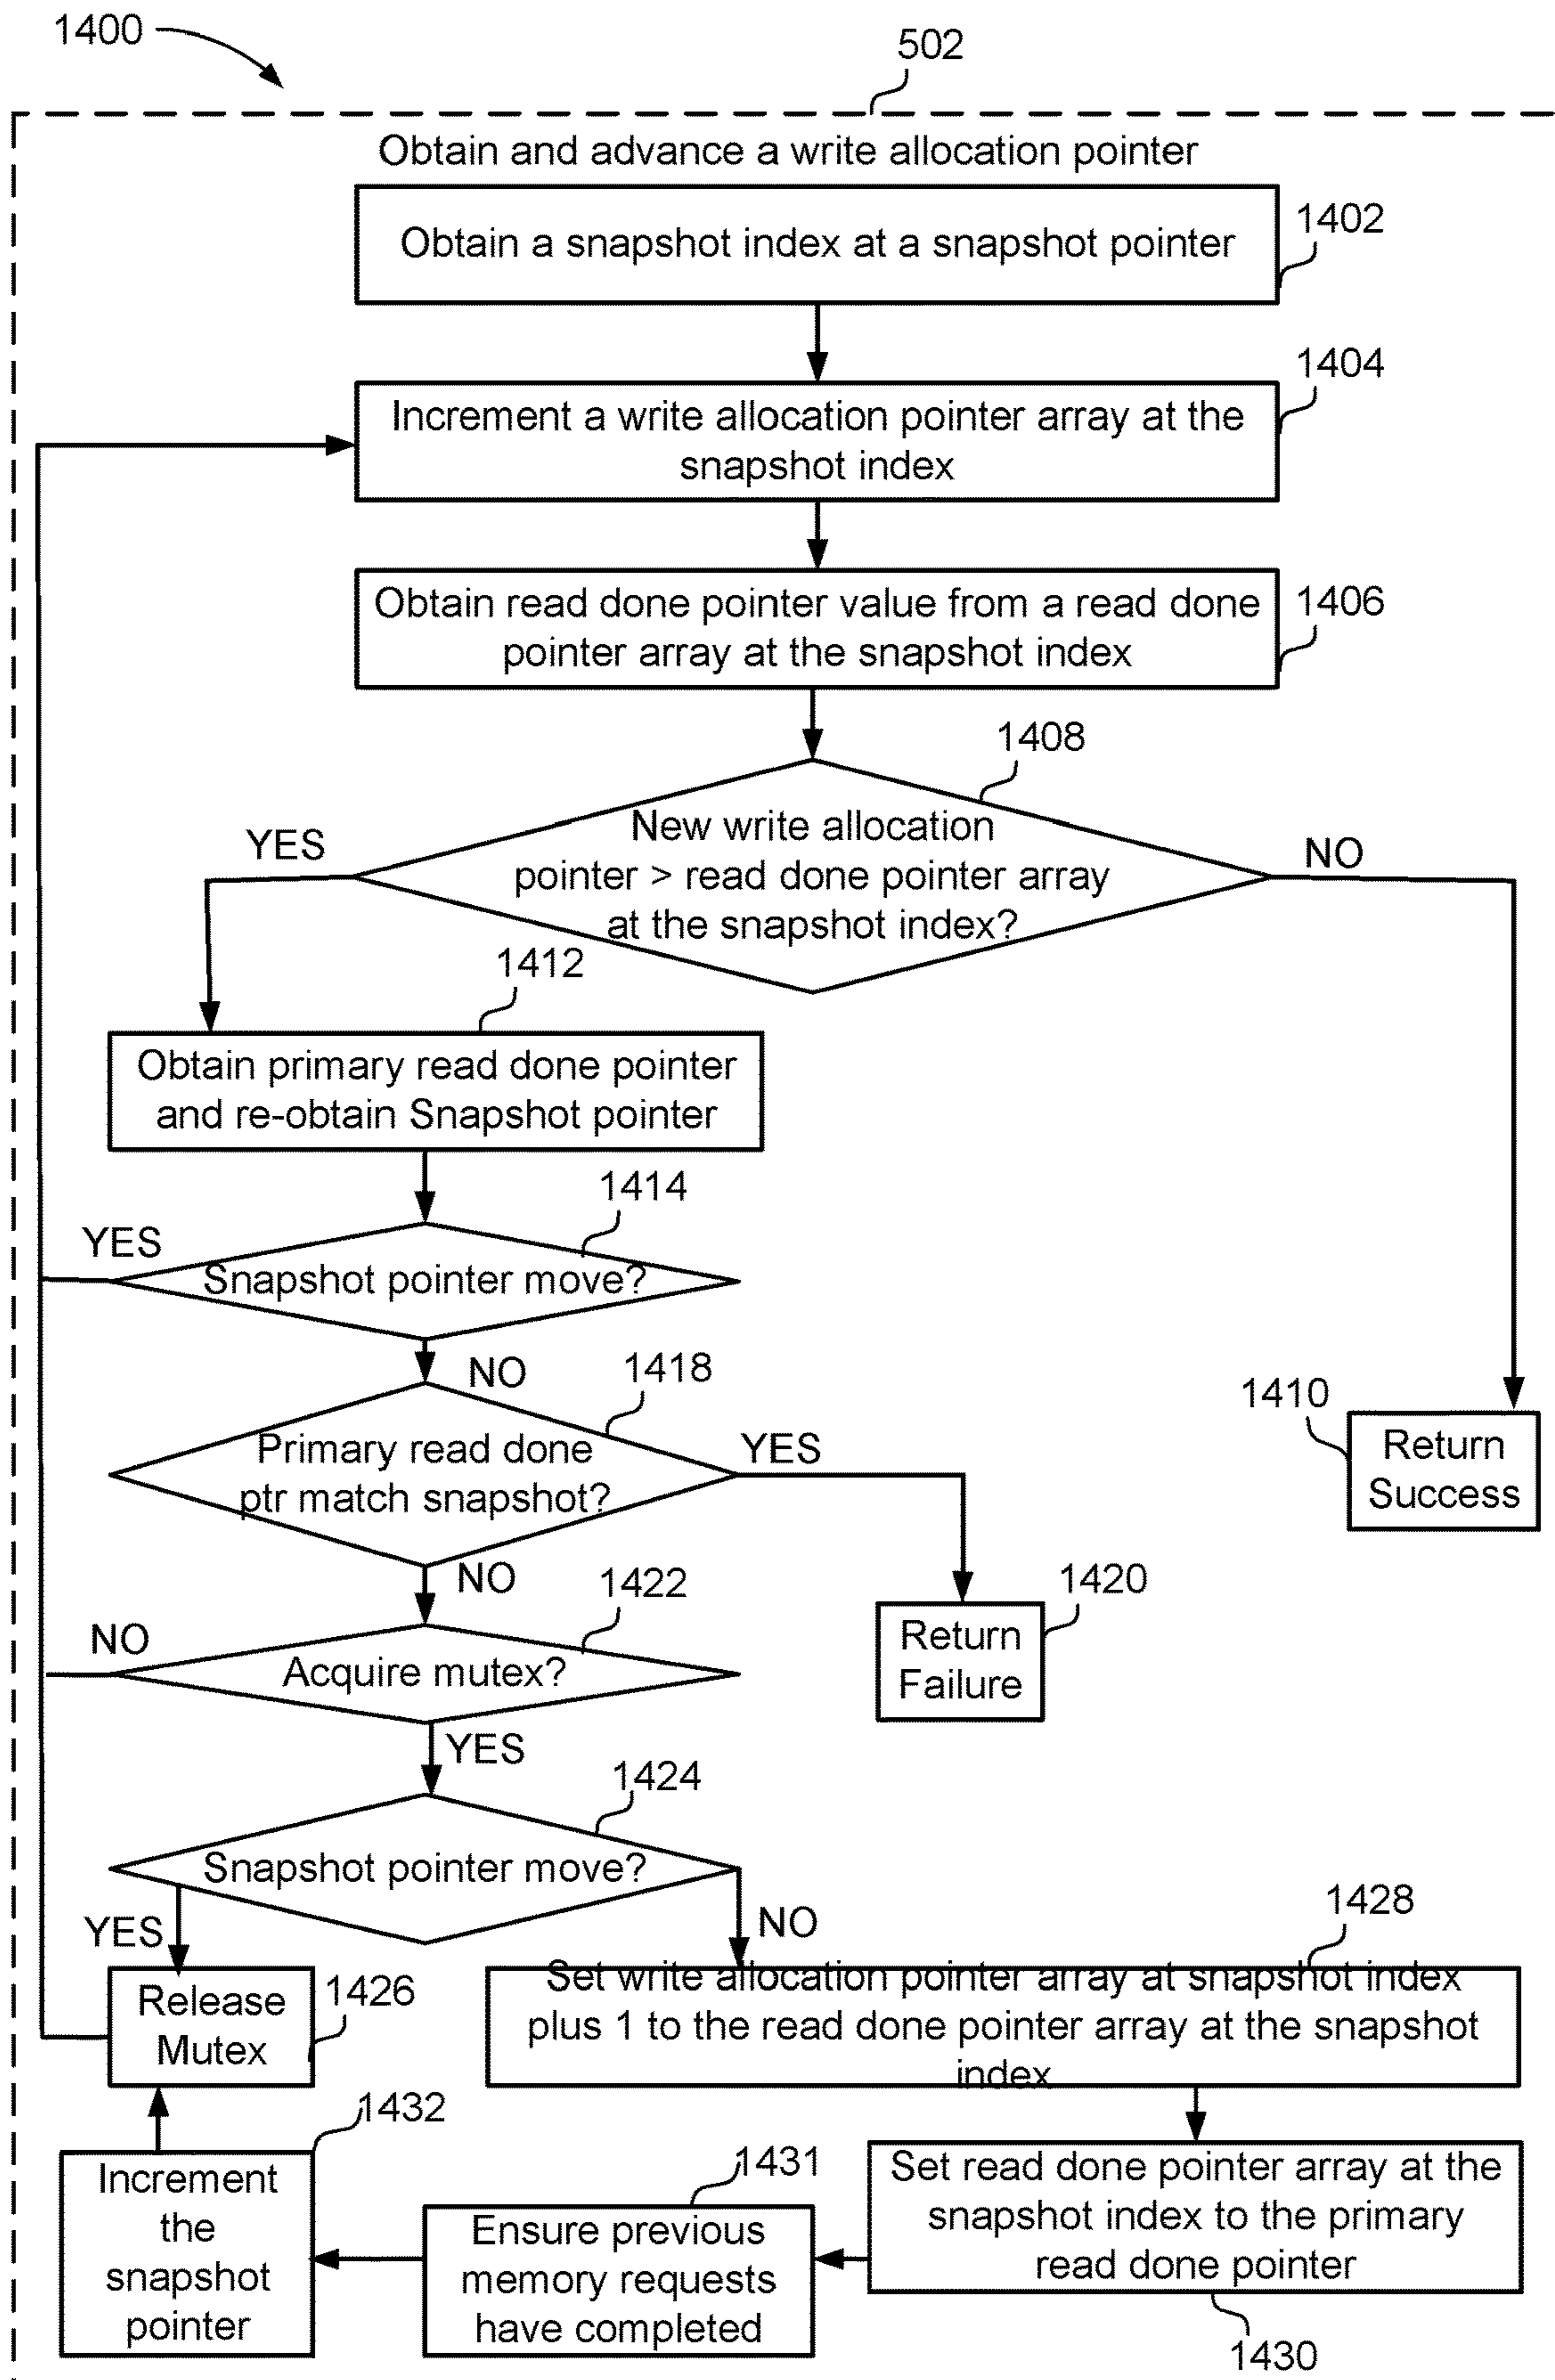 1400
502
Obtain and advance a write allocation pointer
Obtain a snapshot index at a snapshot pointer
1402
1404
Increment a write allocation pointer array at the
snapshot index
Obtain read done pointer value from a read done
pointer array at the snapshot index
1406
1408
New write allocation
pointer > read done pointer array
at the snapshot index?
YES
NO
1412
Obtain primary read done pointer
and re-obtain Snapshot pointer
1414
YES
Snapshot pointer move?
NO
1418
Primary read done
ptr match snapshot?
YES
1410
Return
Success
NO
1422
1420
Return
Failure
NO
Acquire mutex?
YES
1424
Snapshot pointer move?
YES
NO
1428
Release
Mutex
1426
Set write allocation pointer array at snapshot index
plus 1 to the read done pointer array at the snapshot
index
1432
Increment
the
snapshot
pointer
1431
Ensure previous
memory requests
have completed
Set read done pointer array at the
snapshot index to the primary
read done pointer
1430